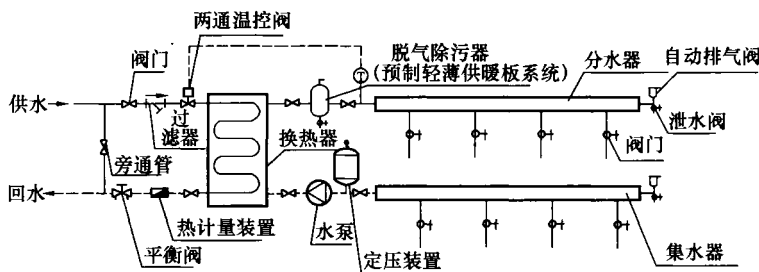 两通温控阀
阀门
脱气除污器
(预制轻薄供暖板系统)
分水器
自动排气阀
供水
过
滤器
换热器
T
阀门
泄水阀
旁通管
回水
热计量装置
水泵
平衡阀
定压装置
集水器